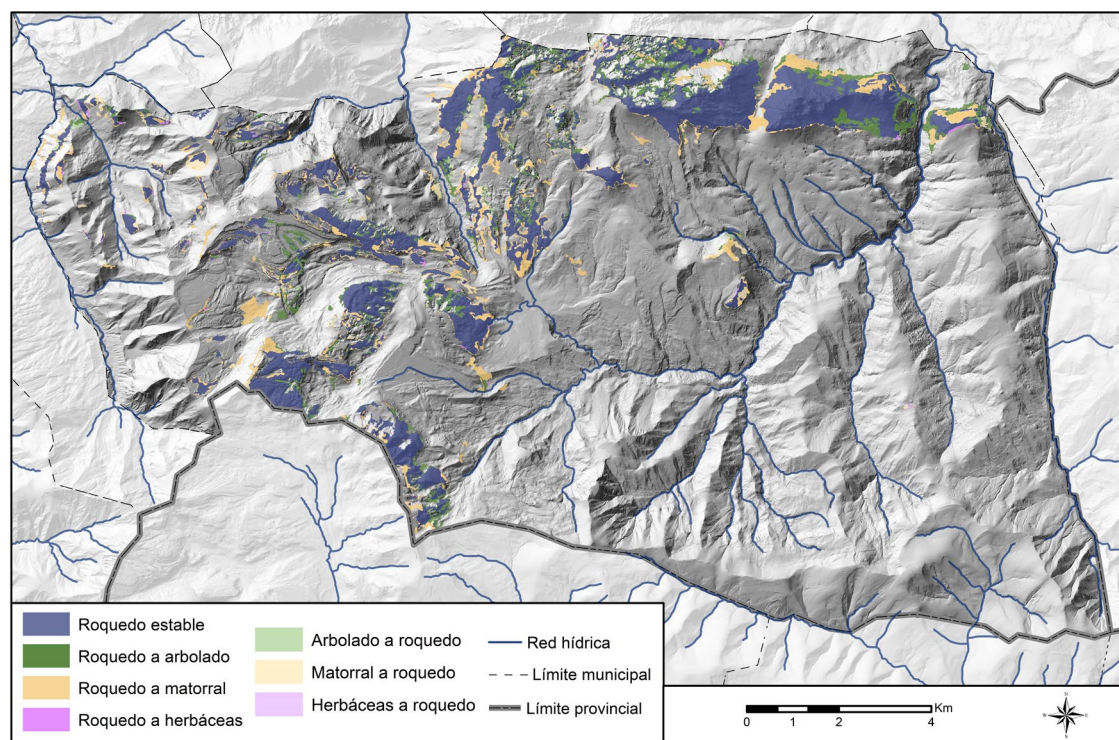 Roquedo estable
Roquedo a arbolado
Roquedo a matorral
Roquedo a herbáceas
Arbolado a roquedo
Matorral a roquedo
Herbáceas a roquedo
Red hídrica
Límite municipal
Límite provincial
Km
0 1 2 4
N
W E
S